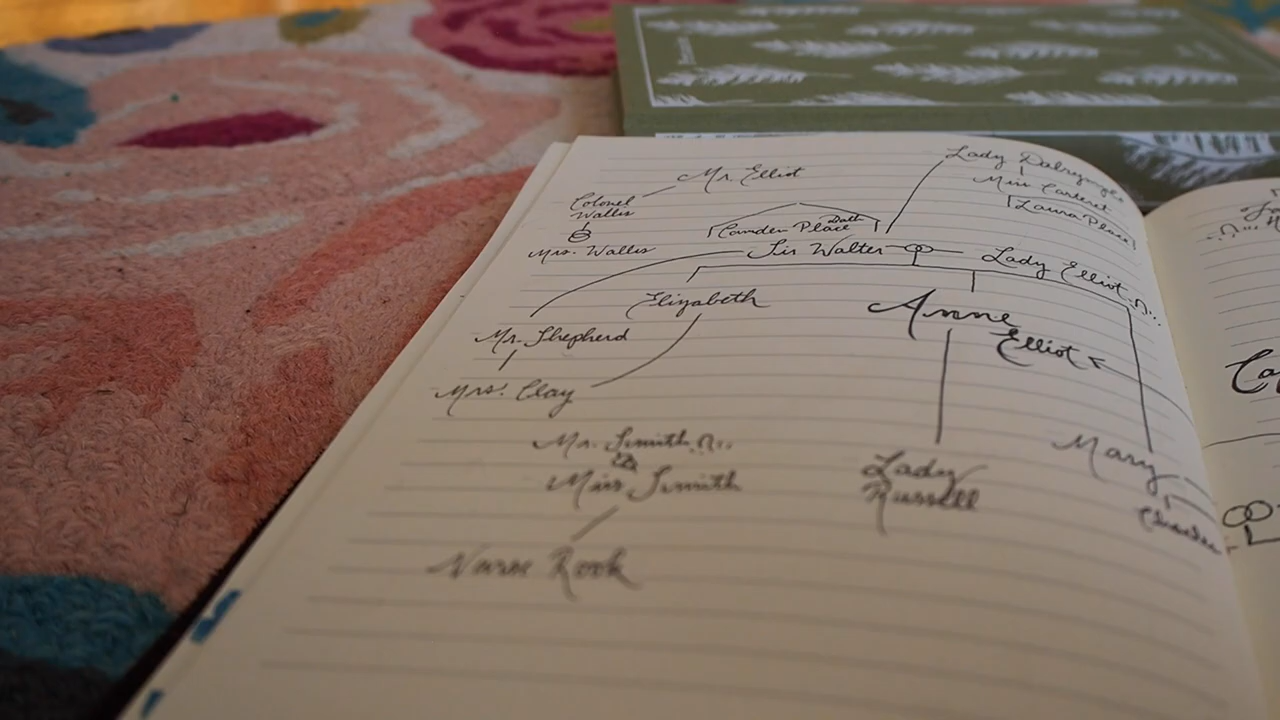 Lady Dalrymple
Mr. Elliot
Miss Carteret
Colonel
Wallis
Laura Place
Bath
Camden Place
Mrs. Wallis
Sir Walter
Lady Elliot
Elizabeth
Anne
Elliot
Mr. Shepherd
Mrs. Clay
Mr. Smith
Miss Smith
Mary
Lady
Russell
Charles
Nurse Rook
Ca